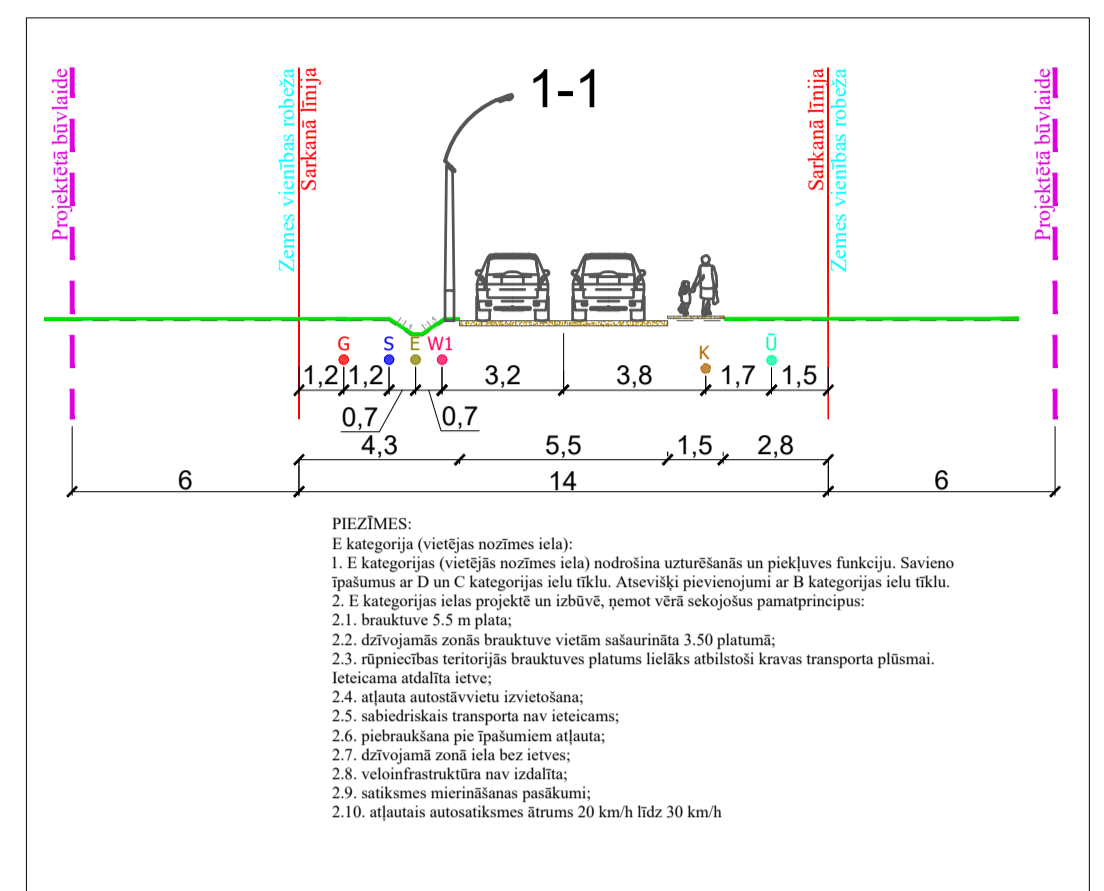 1-1
Projektētā būvlaide
Zemes vienības robeža
Sarkanā līnija
Sarkanā līnija
Zemes vienības robeža
Projektētā būvlaide
G S E W1 K Ū
1,2 1,2 3,2 3,8 1,7 1,5
0,7 0,7
4,3 5,5 1,5 2,8
6 14 6
PIEZĪMES:
E kategorija (vietējas nozīmes iela):
1. E kategorijas (vietējās nozīmes iela) nodrošina uzturēšanās un piekļuves funkciju. Savieno
īpašumus ar D un C kategorijas ielu tīklu. Atsevišķi pievienojumi ar B kategorijas ielu tīklu.
2. E kategorijas ielas projektē un izbūvē, ņemot vērā sekojošus pamatprincipus:
2.1. brauktuve 5.5 m plata;
2.2. dzīvojamās zonās brauktuve vietām sašaurināta 3.50 platumā;
2.3. rūpniecības teritorijās brauktuves platums lielāks atbilstoši kravas transporta plūsmai.
Ieteicama atdalīta ietve;
2.4. atļauta autostāvvietu izvietošana;
2.5. sabiedriskais transporta nav ieteicams;
2.6. piebraukšana pie īpašumiem atļauta;
2.7. dzīvojamā zonā iela bez ietves;
2.8. veloinfrastruktūra nav izdalīta;
2.9. satiksmes mierināšanas pasākumi;
2.10. atļautais autosatiksmes ātrums 20 km/h līdz 30 km/h